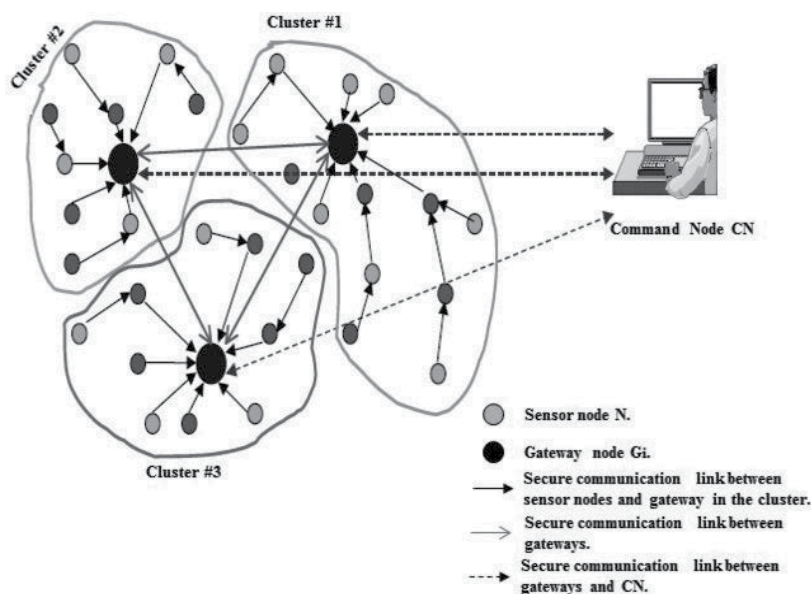 Cluster #1
Cluster #2
Command Node CN
Cluster #3
Sensor node N.
Gateway node Gi.
Secure communication link between
sensor nodes and gateway in the cluster.
Secure communication link between
gateways.
Secure communication link between
gateways and CN.